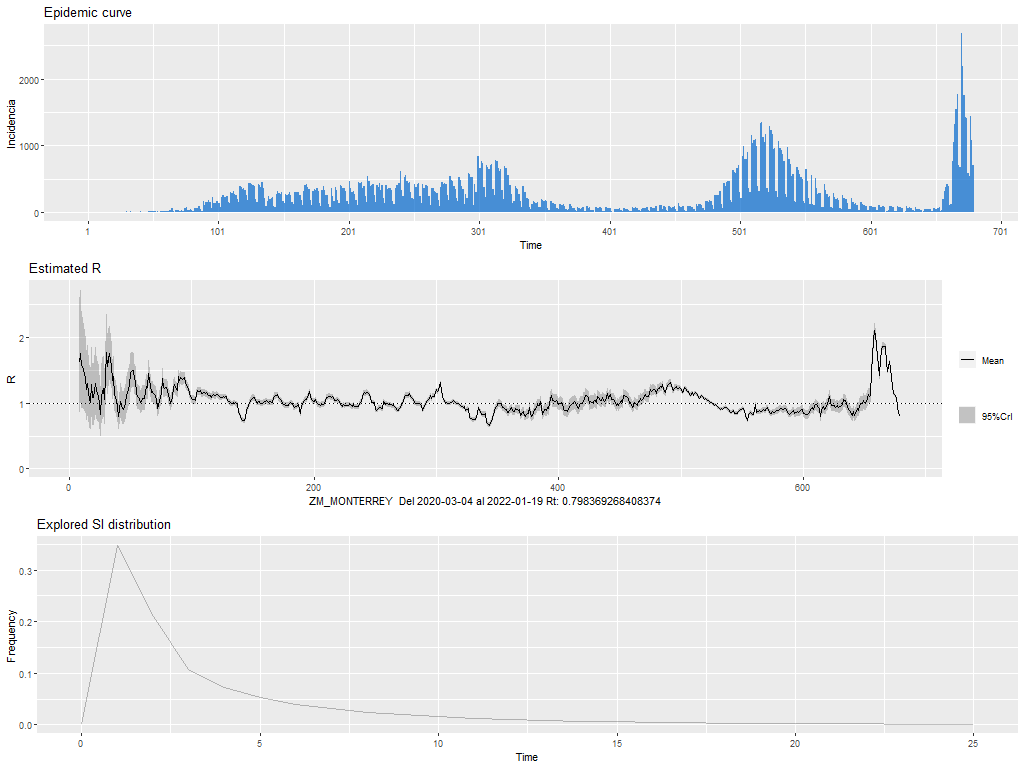 Epidemic curve
Incidencia
2000
1000
0
1 101 201 301 401 501 601 701
Time
Estimated R
R
2
1
0
Mean
95%CrI
0 200 400 600
ZM_MONTERREY Del 2020-03-04 al 2022-01-19 Rt: 0.798369268408374
Explored SI distribution
Frequency
0.3
0.2
0.1
0.0
0 5 10 15 20 25
Time